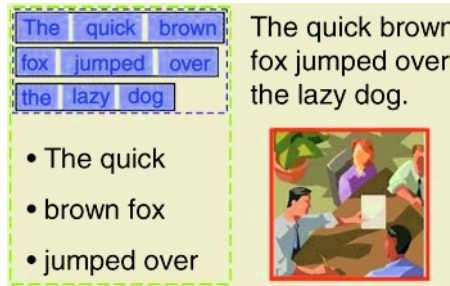 The quick brown
fox jumped over
the lazy dog
• The quick
• brown fox
• jumped over
The quick brown
fox jumped over
the lazy dog.